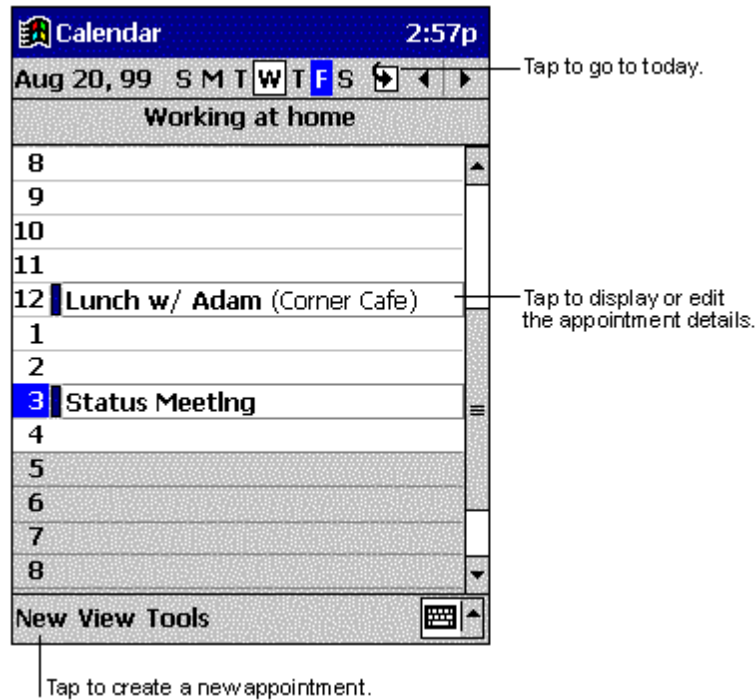 Calendar 2:57p
Aug 20, 99 S M T W T F S
Tap to go to today.
Working at home
8
9
10
11
12 Lunch w/ Adam (Corner Cafe)
Tap to display or edit
the appointment details.
1
2
3 Status Meeting
4
5
6
7
8
New View Tools
Tap to create a new appointment.